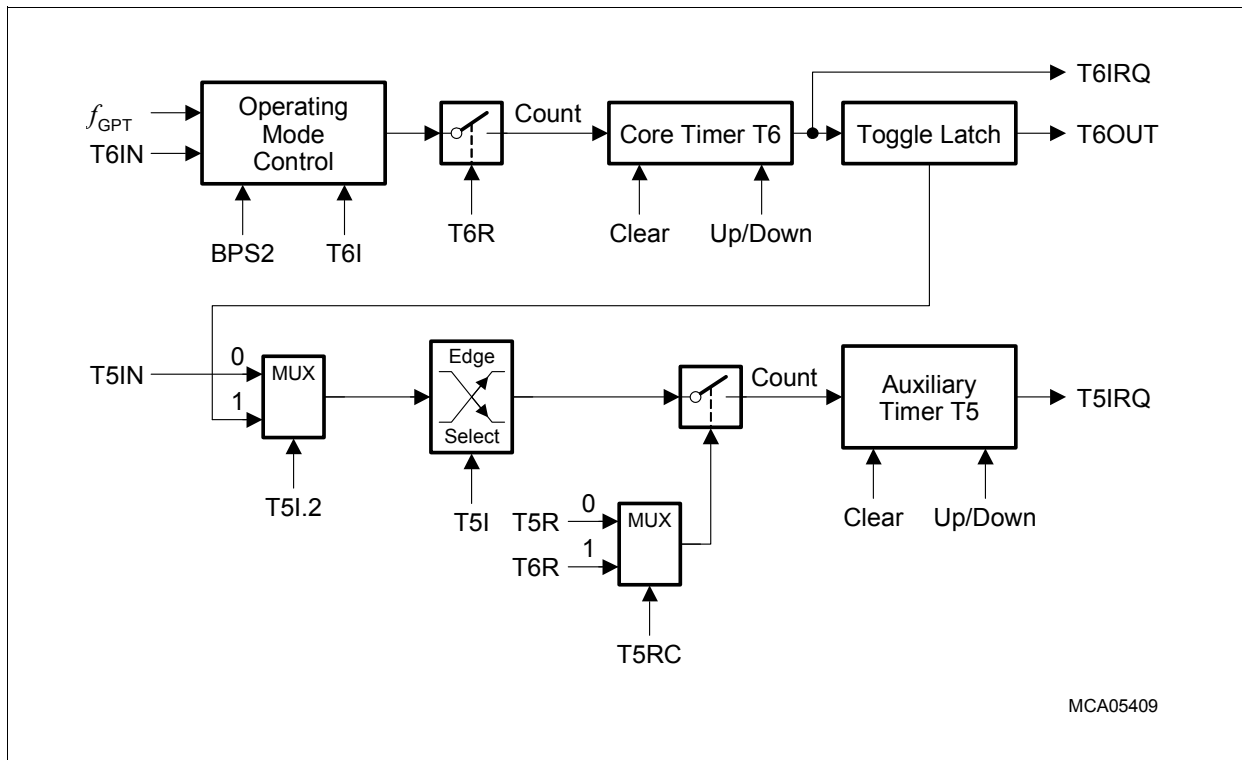 f GPT
T6IN
Operating
Mode
Control
BPS2
T6I
T6R
Count
Core Timer T6
Clear
Up/Down
Toggle Latch
T6IRQ
T6OUT
T5IN
0
1
MUX
T5I.2
Edge
Select
T5I
T5R
T6R
0
1
MUX
T5RC
Count
Auxiliary
Timer T5
Clear
Up/Down
T5IRQ
MCA05409